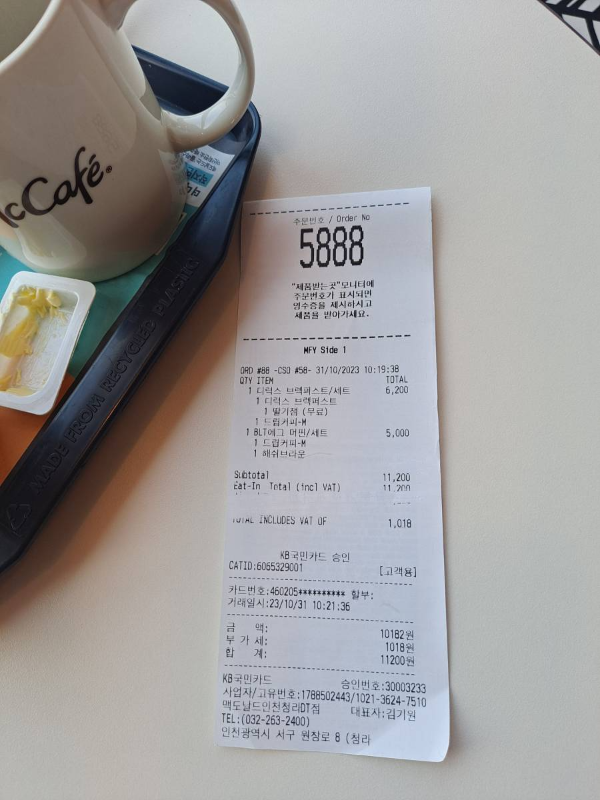 McCafé®
MADE FROM RECYCLED PLASTIC
주문번호 / Order No
5888
"제품받는곳"모니터에
주문번호가 표시되면
영수증을 제시하시고
제품을 받아가세요.
MFY Side 1
ORD #88 -CSO #58- 31/10/2023 10:19:38
QTY ITEM TOTAL
1 디럭스 브렉퍼스트/세트 6,200
1 디럭스 브렉퍼스트
1 딸기잼 (무료)
1 드립커피-M
1 BLT에그 머핀/세트 5,000
1 드립커피-M
1 해쉬브라운
Subtotal 11,200
Eat-In Total (incl VAT) 11,200
TOTAL INCLUDES VAT OF 1,018
KB국민카드 승인
CATID:6065329001 [고객용]
카드번호:460205********** 할부:
거래일시:23/10/31 10:21:36
금 액: 10182원
부 가 세: 1018원
합 계: 11200원
KB국민카드 승인번호:30003233
사업자/고유번호:1788502443/1021-3624-7510
맥도날드인천청라DT점 대표자:김기원
TEL:(032-263-2400)
인천광역시 서구 원창로 8 (청라